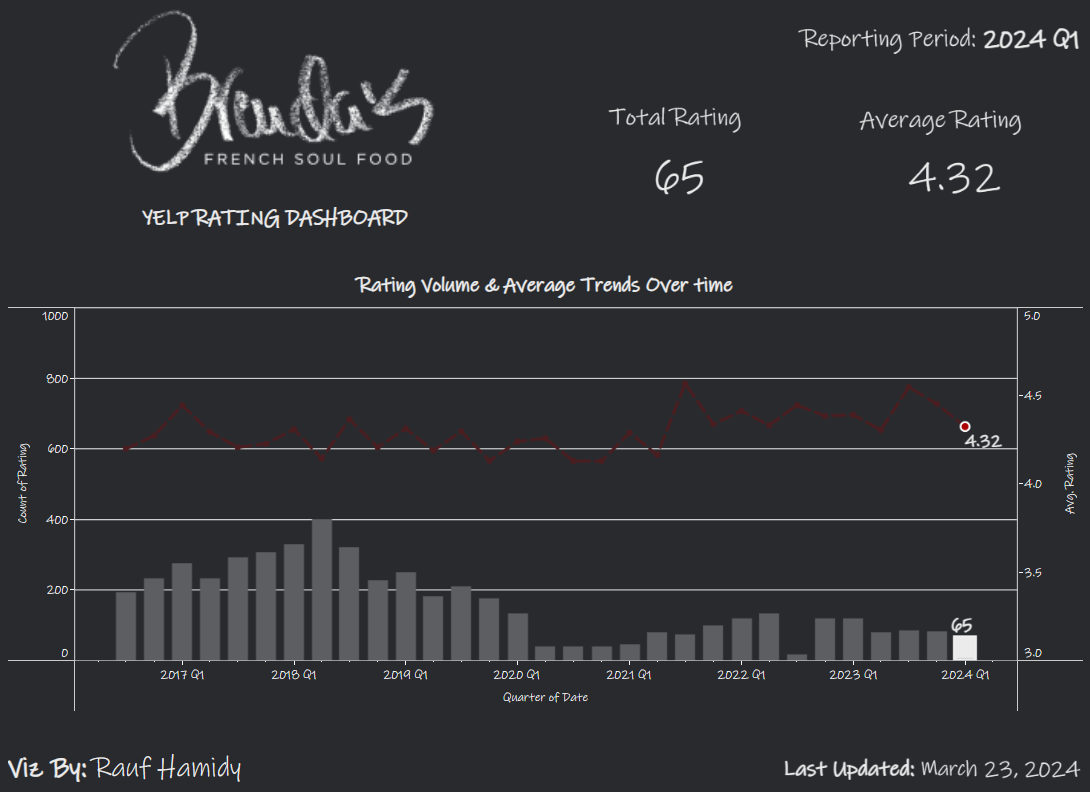 Brenda's
FRENCH SOUL FOOD
YELP RATING DASHBOARD
Reporting Period: 2024 Q1
Total Rating
65
Average Rating
4.32
Rating Volume & Average Trends Over time
1000
800
600
400
200
0
Count of Rating
5.0
4.5
4.0
3.5
3.0
Avg. Rating
4.32
65
2017 Q1 2018 Q1 2019 Q1 2020 Q1 2021 Q1 2022 Q1 2023 Q1 2024 Q1
Quarter of Date
Viz By: Rauf Hamidy
Last Updated: March 23, 2024